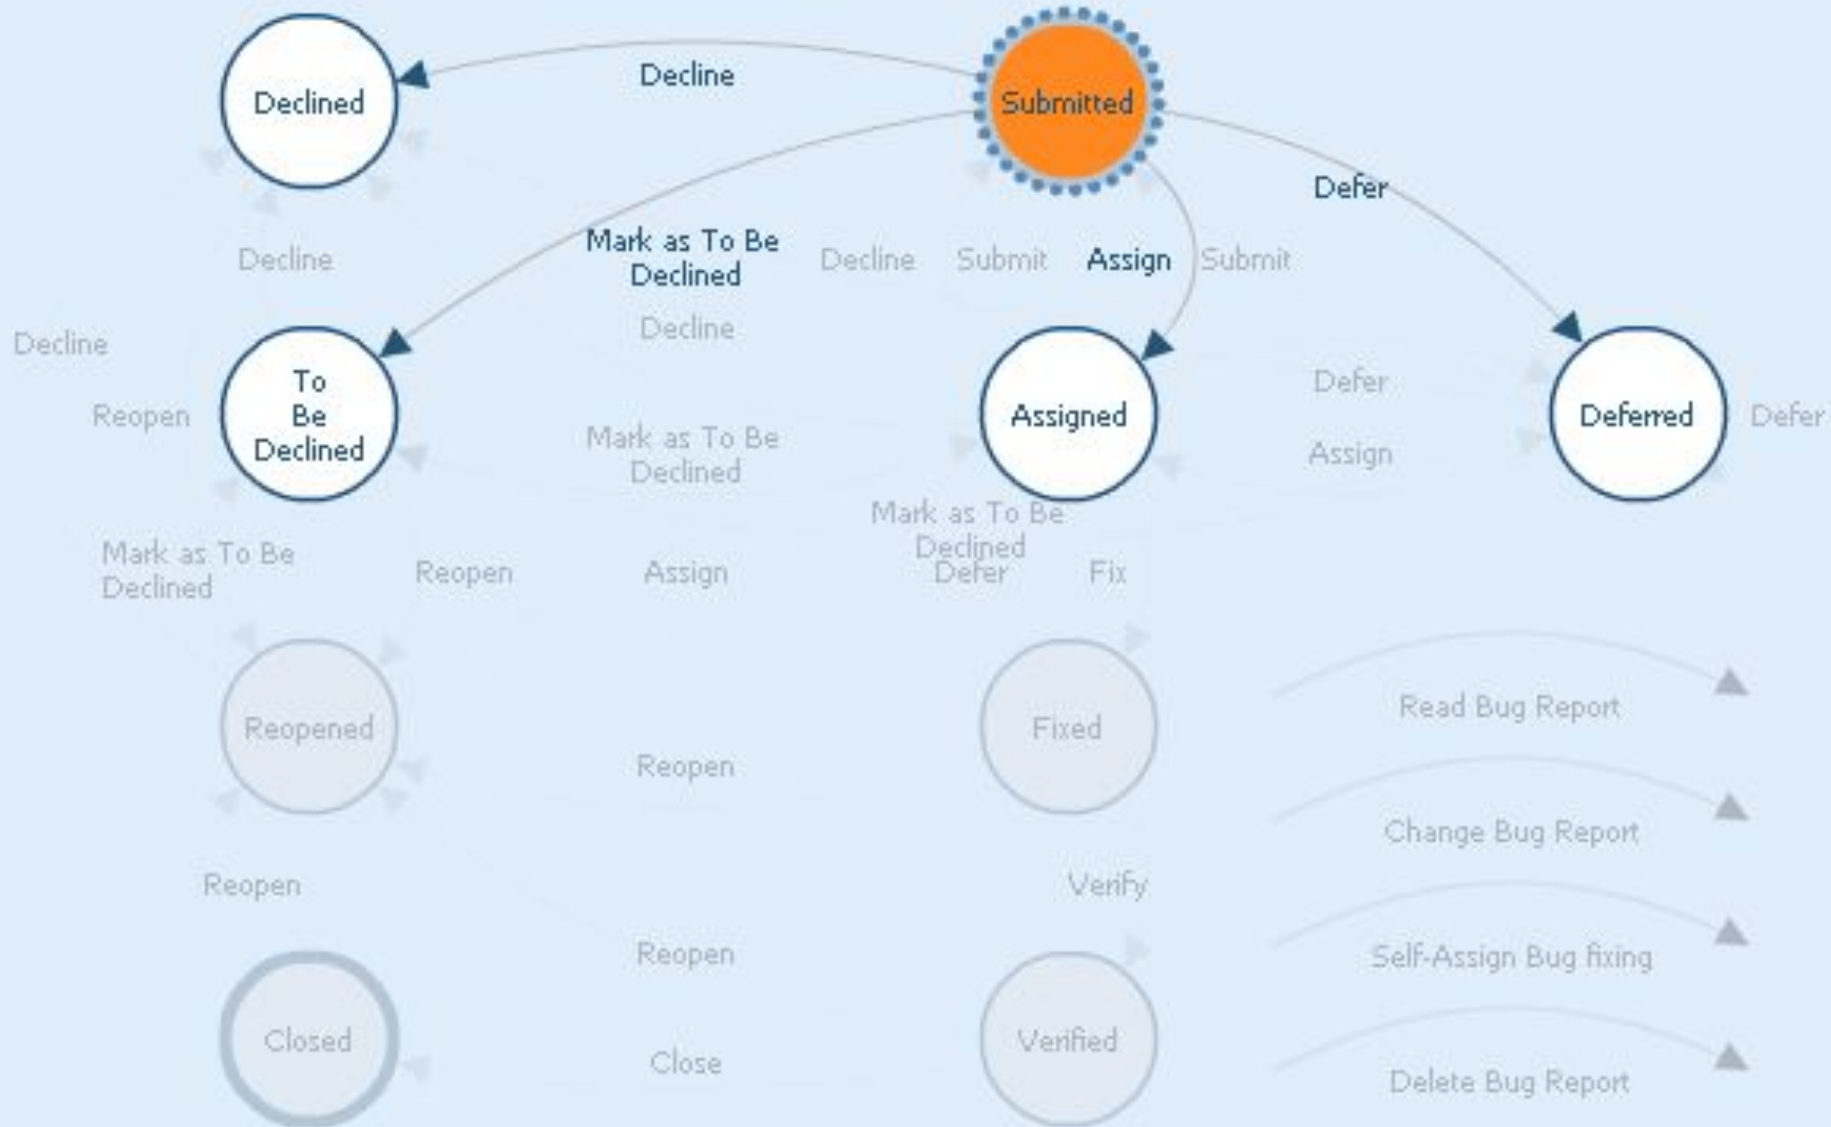 Declined
Decline
Submitted
Defer
Decline
Mark as To Be
Declined
Decline
Submit
Assign
Submit
Decline
Decline
To
Be
Declined
Reopen
Mark as To Be
Declined
Assigned
Defer
Assign
Deferred
Defer
Mark as To Be
Declined
Reopen
Assign
Mark as To Be
Declined
Defer
Fix
Reopened
Reopen
Fixed
Read Bug Report
Change Bug Report
Reopen
Verify
Reopen
Self-Assign Bug fixing
Closed
Close
Verified
Delete Bug Report